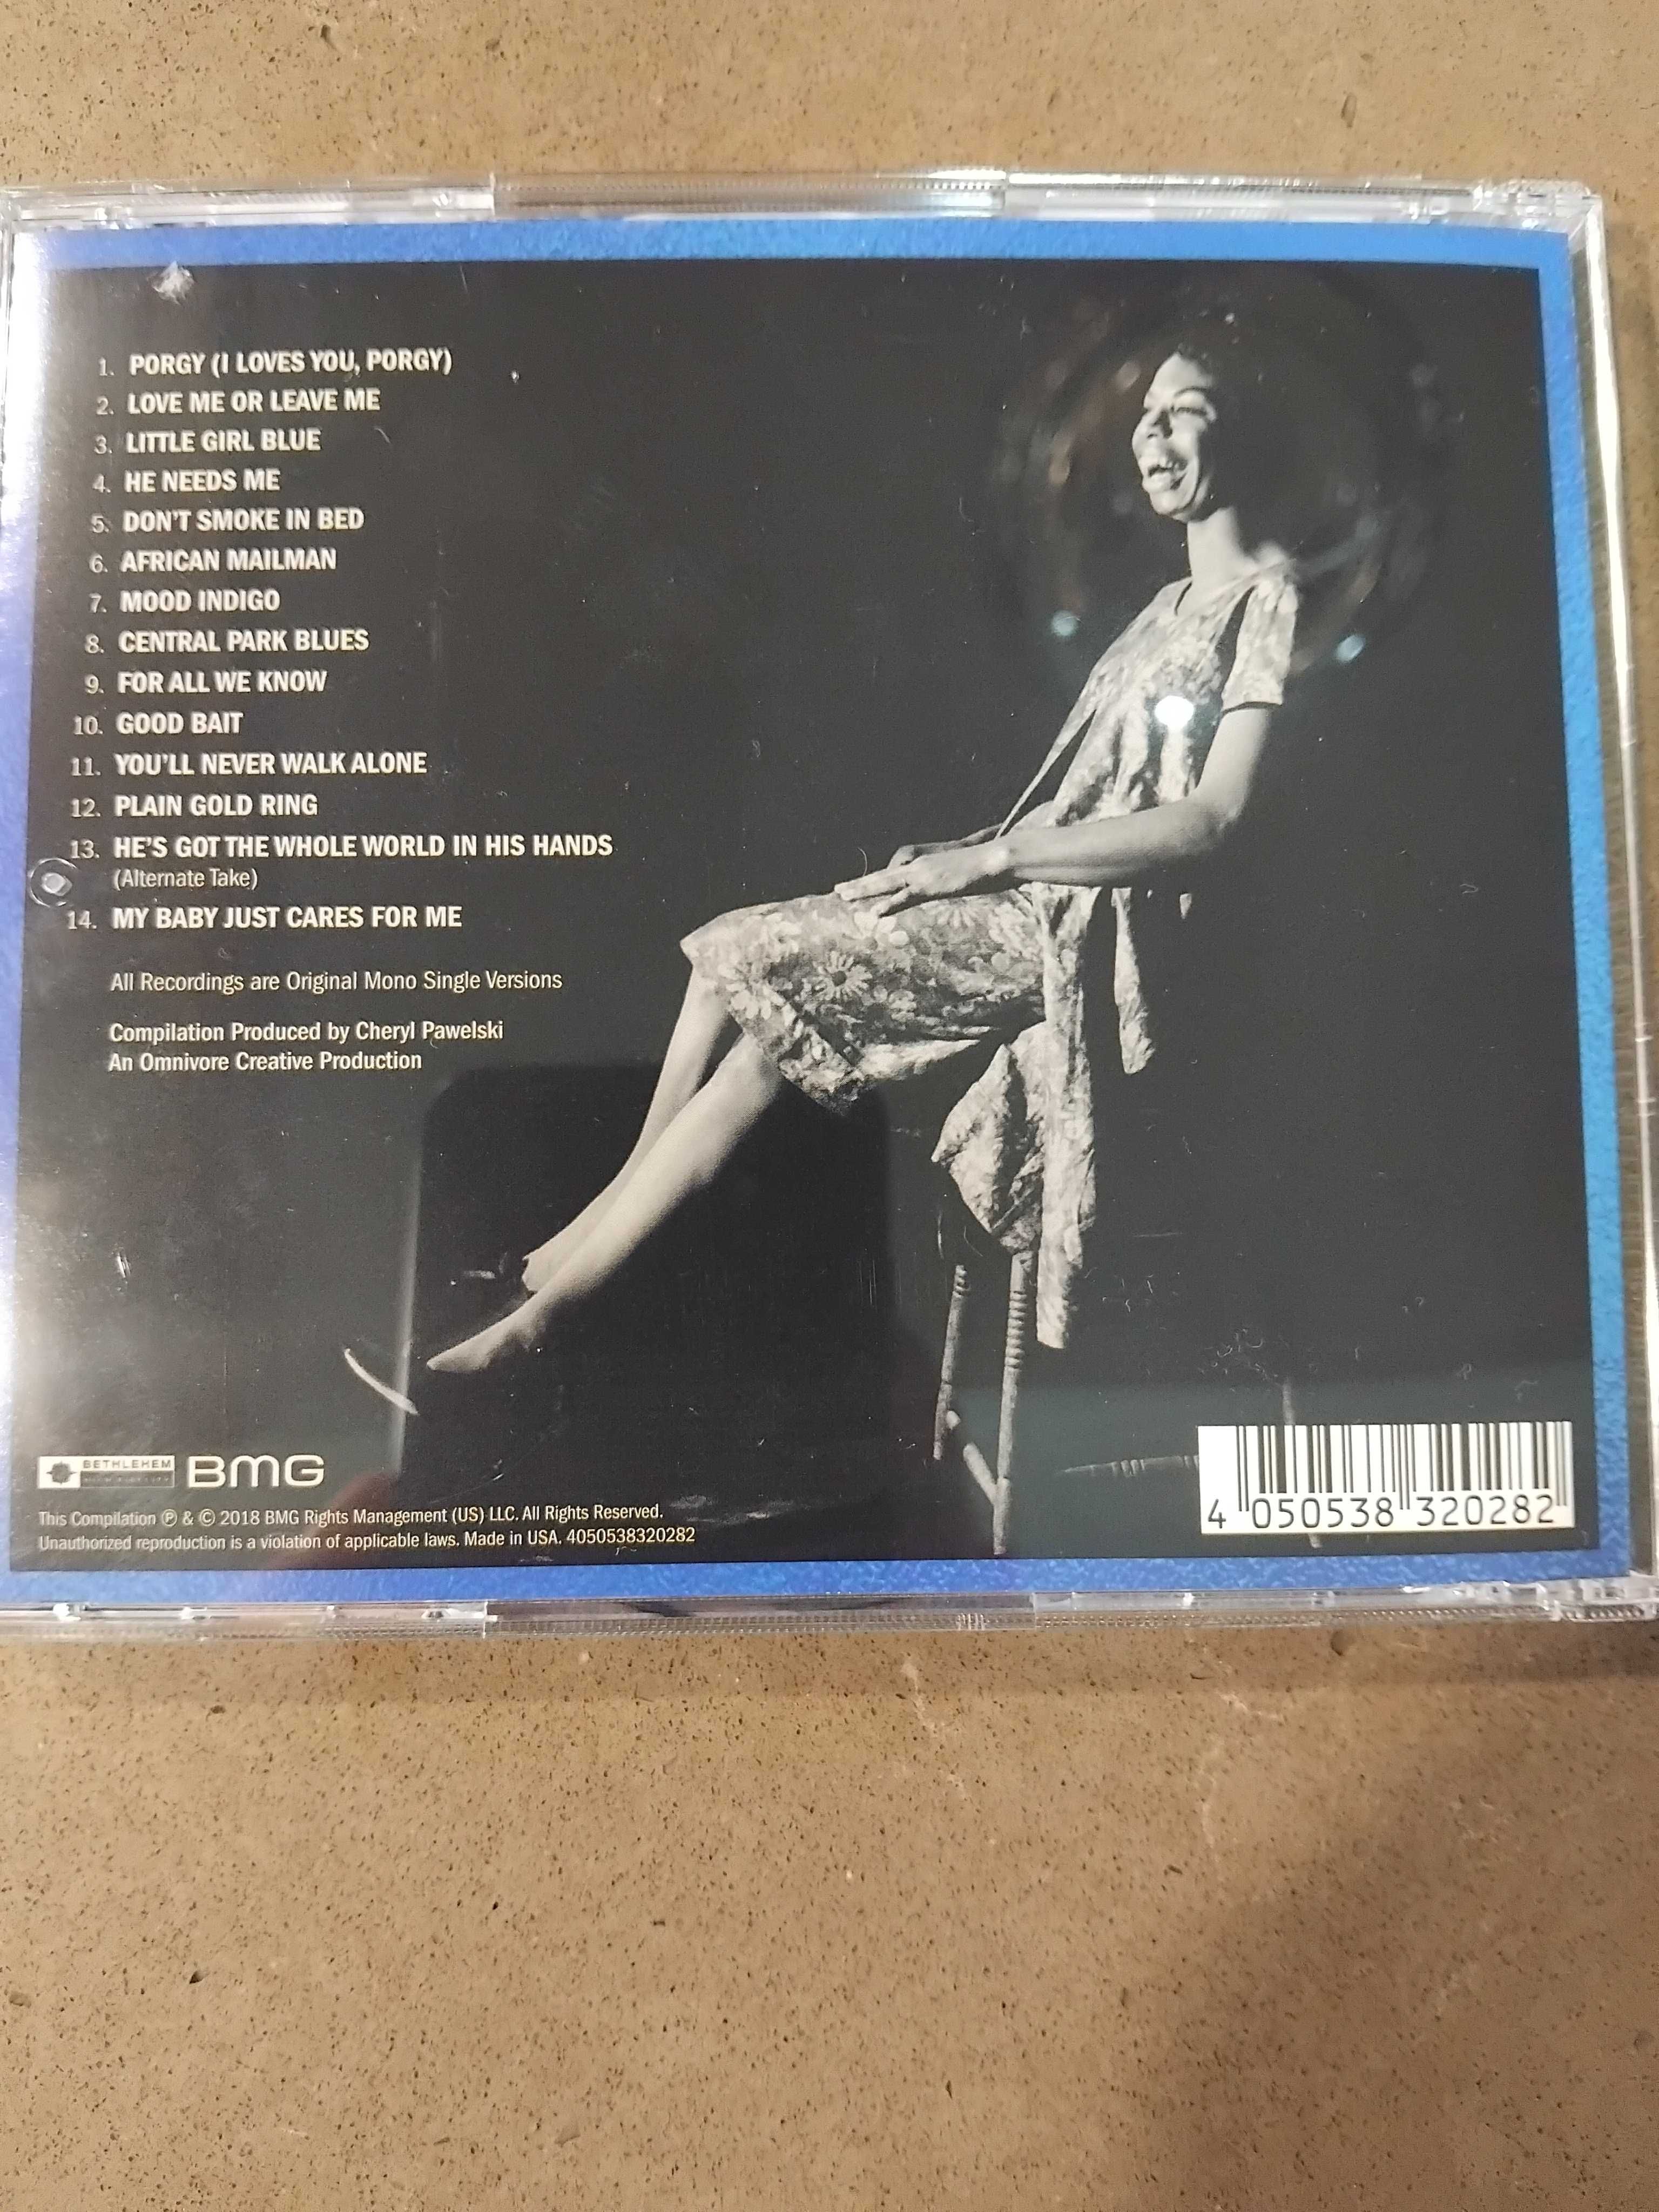 1. PORGY (I LOVES YOU, PORGY)
2. LOVE ME OR LEAVE ME
3. LITTLE GIRL BLUE
4. HE NEEDS ME
5. DON'T SMOKE IN BED
6. AFRICAN MAILMAN
7. MOOD INDIGO
8. CENTRAL PARK BLUES
9. FOR ALL WE KNOW
10. GOOD BAIT
11. YOU'LL NEVER WALK ALONE
12. PLAIN GOLD RING
13. HE'S GOT THE WHOLE WORLD IN HIS HANDS
(Alternate Take)
14. MY BABY JUST CARES FOR ME
All Recordings are Original Mono Single Versions
Compilation Produced by Cheryl Pawelski
An Omnivore Creative Production
BETHLEHEM
BMG
This Compilation ℗ & © 2018 BMG Rights Management (US) LLC. All Rights Reserved.
Unauthorized reproduction is a violation of applicable laws. Made in USA. 4050538320282
4 050538 320282